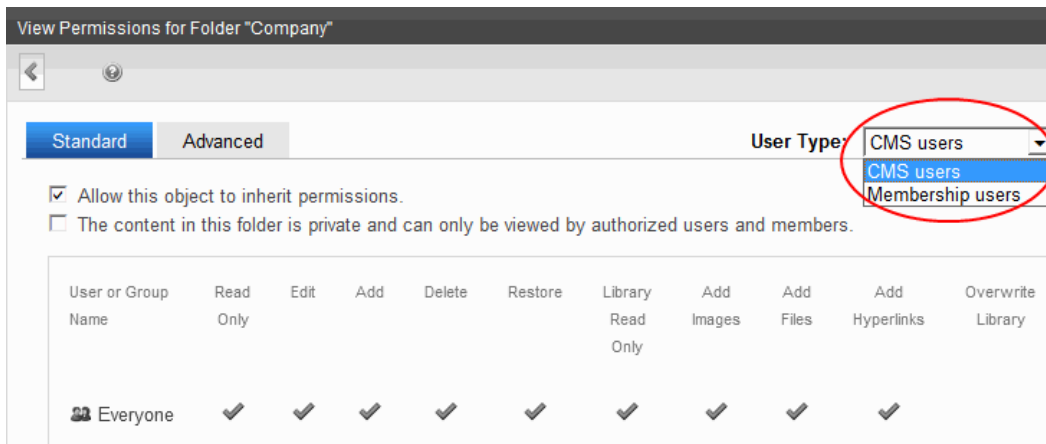 View Permissions for Folder "Company"
Standard Advanced User Type: CMS users
CMS users
Membership users
Allow this object to inherit permissions.
The content in this folder is private and can only be viewed by authorized users and members.
User or Group Read Edit Add Delete Restore Library Add Add Add Overwrite
Name Only Read Images Files Hyperlinks Library
Only
Everyone